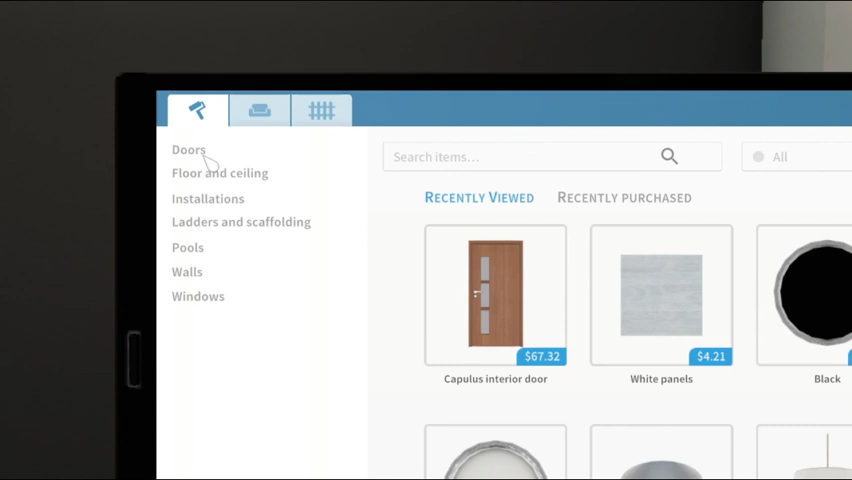 Doors
Floor and ceiling
Installations
Ladders and scaffolding
Pools
Walls
Windows
Search items...
All
RECENTLY VIEWED
RECENTLY PURCHASED
$67.32
$4.21
Capulus interior door
White panels
Black